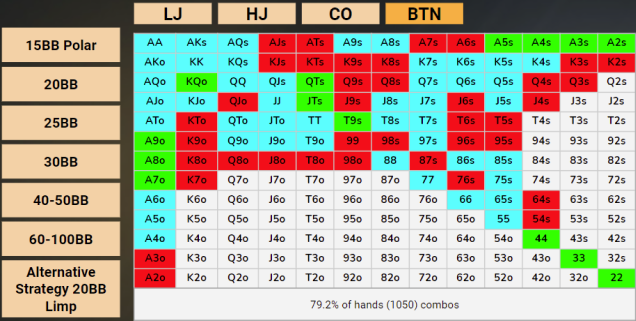 LJ HJ CO BTN
15BB Polar
20BB
25BB
30BB
40-50BB
60-100BB
Alternative
Strategy 20BB
Limp
AA AKs AQs AJs ATs A9s A8s A7s A6s A5s A4s A3s A2s
AKo KK KQs KJs KTs K9s K8s K7s K6s K5s K4s K3s K2s
AQo KQo QQ QJs QTs Q9s Q8s Q7s Q6s Q5s Q4s Q3s Q2s
AJo KJo QJo JJ JTs J9s J8s J7s J6s J5s J4s J3s J2s
ATo KTo QTo JTo TT T9s T8s T7s T6s T5s T4s T3s T2s
A9o K9o Q9o J9o T9o 99 98s 97s 96s 95s 94s 93s 92s
A8o K8o Q8o J8o T8o 98o 88 87s 86s 85s 84s 83s 82s
A7o K7o Q7o J7o T7o 97o 87o 77 76s 75s 74s 73s 72s
A6o K6o Q6o J6o T6o 96o 86o 76o 66 65s 64s 63s 62s
A5o K5o Q5o J5o T5o 95o 85o 75o 65o 55 54s 53s 52s
A4o K4o Q4o J4o T4o 94o 84o 74o 64o 54o 44 43s 42s
A3o K3o Q3o J3o T3o 93o 83o 73o 63o 53o 43o 33 32s
A2o K2o Q2o J2o T2o 92o 82o 72o 62o 52o 42o 32o 22
79.2% of hands (1050) combos